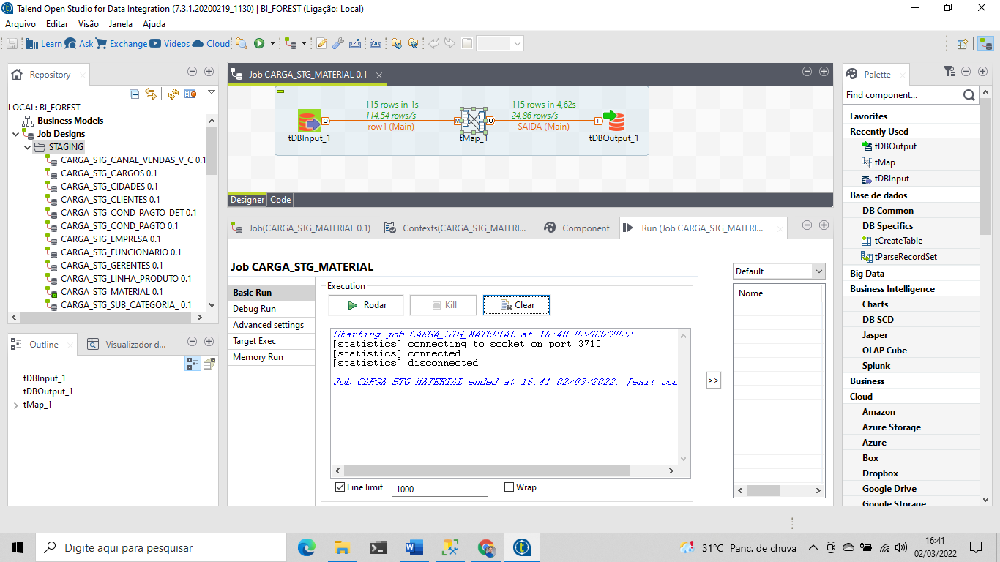 Talend Open Studio for Data Integration (7.3.1.20200219_1130) | BI_FOREST (Ligação: Local)
Arquivo Editar Visão Janela Ajuda
Learn Ask Exchange Videos Cloud
Repository
LOCAL: BI_FOREST
Business Models
Job Designs
STAGING
CARGA_STG_CANAL_VENDAS_V_C 0.1
CARGA_STG_CARGOS 0.1
CARGA_STG_CIDADES 0.1
CARGA_STG_CLIENTES 0.1
CARGA_STG_COND_PAGTO_DET 0.1
CARGA_STG_COND_PAGTO 0.1
CARGA_STG_EMPRESA 0.1
CARGA_STG_FUNCIONARIO 0.1
CARGA_STG_GERENTES 0.1
CARGA_STG_LINHA_PRODUTO 0.1
CARGA_STG_MATERIAL 0.1
CARGA_STG_SUB_CATEGORIA_ 0.1
Outline Visualizador d...
tDBInput_1
tDBOutput_1
tMap_1
Job CARGA_STG_MATERIAL 0.1
115 rows in 1s
114,54 rows/s
row1 (Main)
115 rows in 4,62s
24,86 rows/s
SAIDA (Main)
tDBInput_1 tMap_1 tDBOutput_1
Designer Code
Job(CARGA_STG_MATERIAL 0.1) Contexts(CARGA_STG_MATERI... Component Run (Job CARGA_STG_MATERI...
Job CARGA_STG_MATERIAL
Basic Run
Debug Run
Advanced settings
Target Exec
Memory Run
Execution
Rodar Kill Clear
Starting job CARGA_STG_MATERIAL at 16:40 02/03/2022.
[statistics] connecting to socket on port 3710
[statistics] connected
[statistics] disconnected
Job CARGA_STG_MATERIAL ended at 16:41 02/03/2022. [exit coo
Line limit 1000 Wrap
>>
Default
Nome
Palette
Find component...
Favorites
Recently Used
tDBOutput
tMap
tDBInput
Base de dados
DB Common
DB Specifics
tCreateTable
tParseRecordSet
Big Data
Business Intelligence
Charts
DB SCD
Jasper
OLAP Cube
Splunk
Business
Cloud
Amazon
Azure Storage
Azure
Box
Dropbox
Google Drive
Google Storage
Digite aqui para pesquisar
31°C Panc. de chuva
16:41
02/03/2022